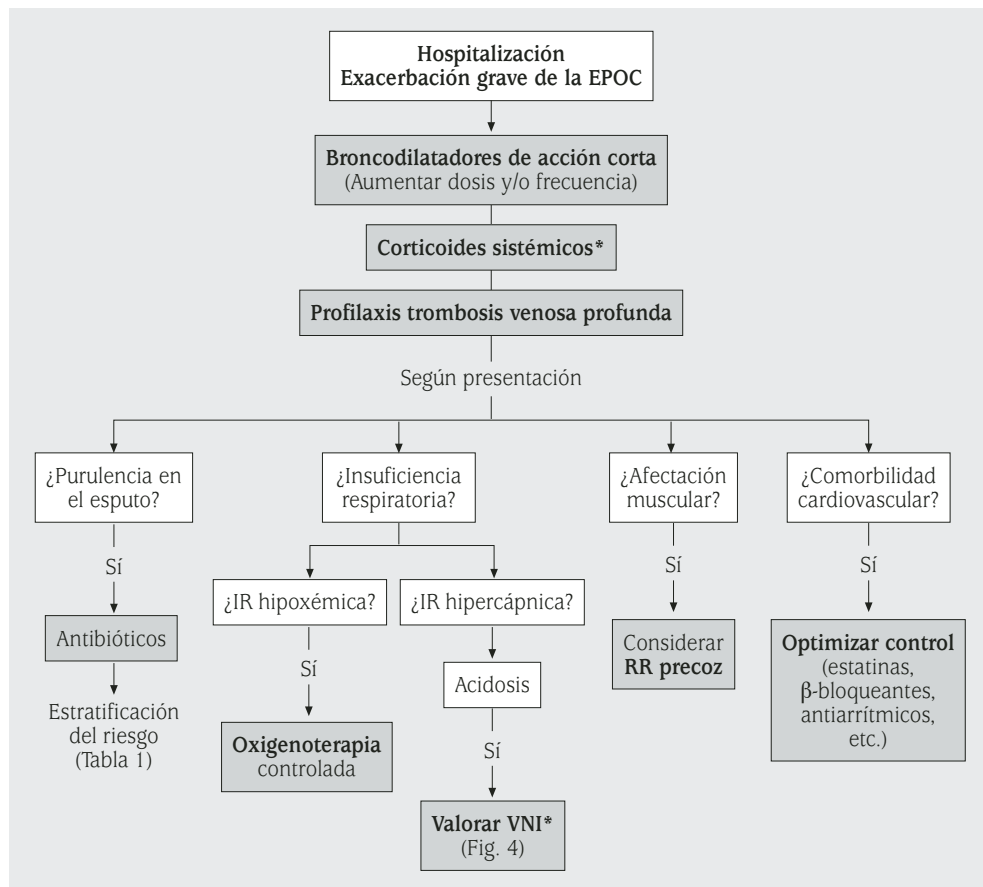 Hospitalización
Exacerbación grave de la EPOC
Broncodilatadores de acción corta
(Aumentar dosis y/o frecuencia)
Corticoides sistémicos*
Profilaxis trombosis venosa profunda
Según presentación
¿Purulencia en
el esputo?
¿Insuficiencia
respiratoria?
¿Afectación
muscular?
¿Comorbilidad
cardiovascular?
Sí
Sí
Sí
¿IR hipoxémica?
¿IR hipercápnica?
Antibióticos
Considerar
RR precoz
Optimizar control
(estatinas,
β-bloqueantes,
antiarrítmicos,
etc.)
Sí
Acidosis
Estratificación
del riesgo
(Tabla 1)
Oxigenoterapia
controlada
Sí
Valorar VNI*
(Fig. 4)